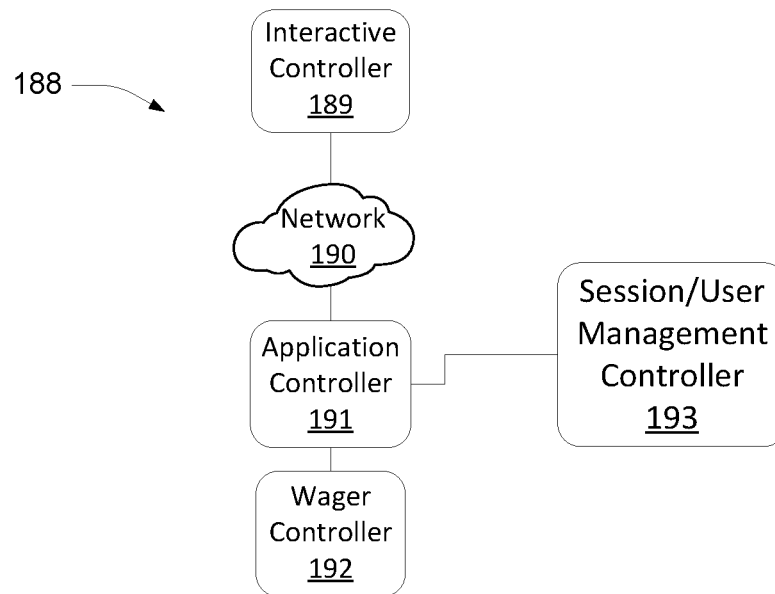 Interactive
Controller
189
188
Network
190
Application
Controller
191
Session/User
Management
Controller
193
Wager
Controller
192